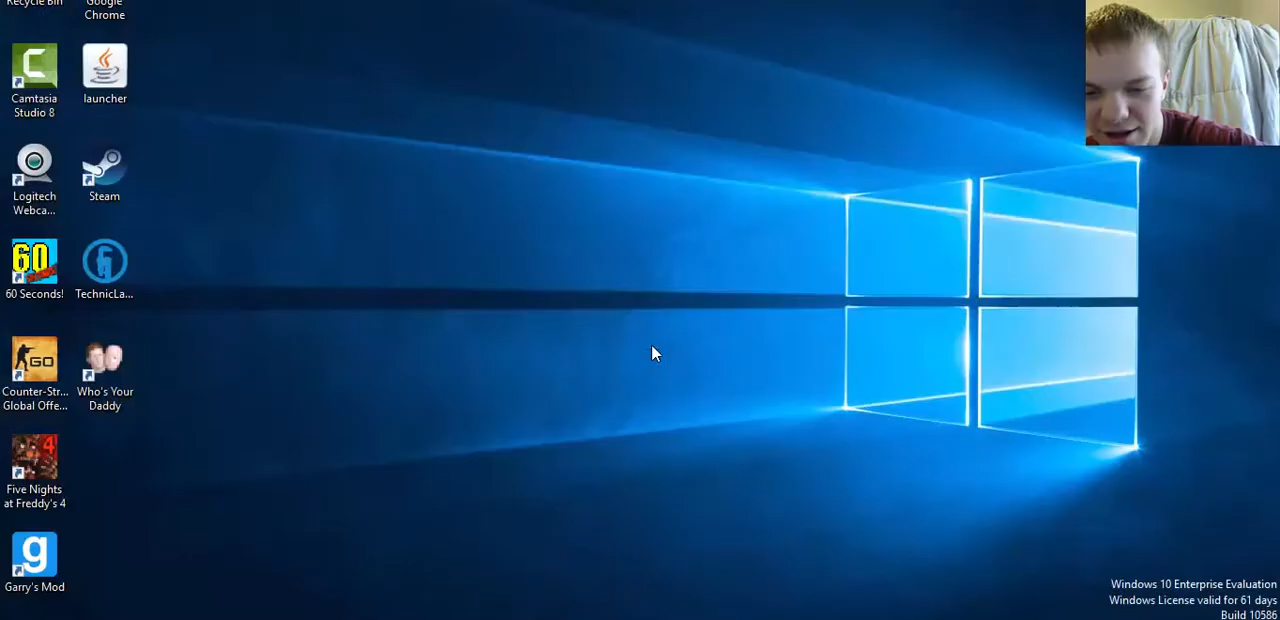 Recycle Bin
Google
Chrome
Camtasia
Studio 8
launcher
Logitech
Webca...
Steam
60
60 Seconds!
TechnicLa...
GO
Counter-Str...
Global Offe...
Who's Your
Daddy
4
Five Nights
at Freddy's 4
g
Garry's Mod
Windows 10 Enterprise Evaluation
Windows License valid for 61 days
Build 10586